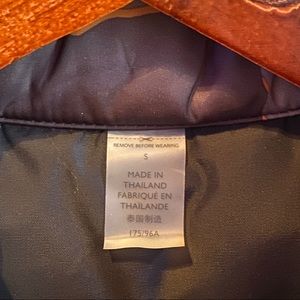 REMOVE BEFORE WEARING
S
MADE IN
THAILAND
FABRIQUÉ EN
THAÏLANDE
泰国制造
175/96A